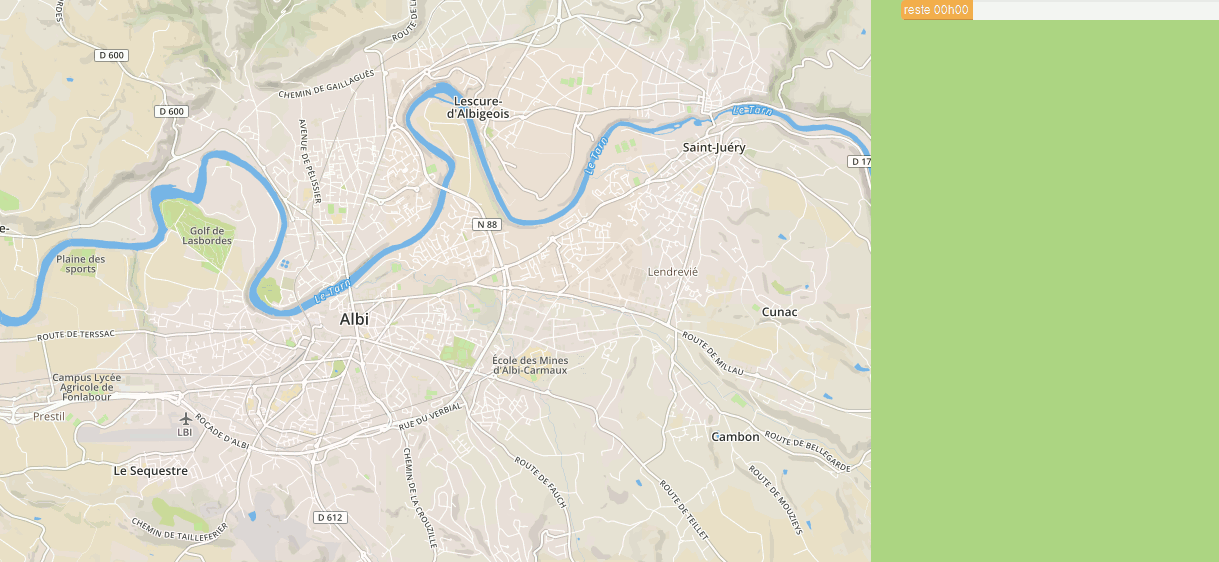 reste 00h00
ROUTE DE
D 600
CHEMIN DE GAILLAGUÈS
Lescure-
d'Albigeois
D 600
Le Tarn
AVENUE DE PÉLISSIER
Saint-Juéry
Le Tarn
D 17
N 88
e-
Golf de
Lasbordes
Plaine des
sports
Lendrevié
Le Tarn
Cunac
Albi
ROUTE DE TERSSAC
ROUTE DE MILLAU
École des Mines
d'Albi-Carmaux
Campus Lycée
Agricole de
Fonlabour
Prestil
LBI
ROCADE D'ALBI
RUE DU VERBIAL
Cambon
ROUTE DE BELLEGARDE
Le Sequestre
CHEMIN DE LA CROUZILLE
ROUTE DE FAUCH
ROUTE DE TEILLET
ROUTE DE MOUZIEYS
D 612
CHEMIN DE TAILLEFERIER